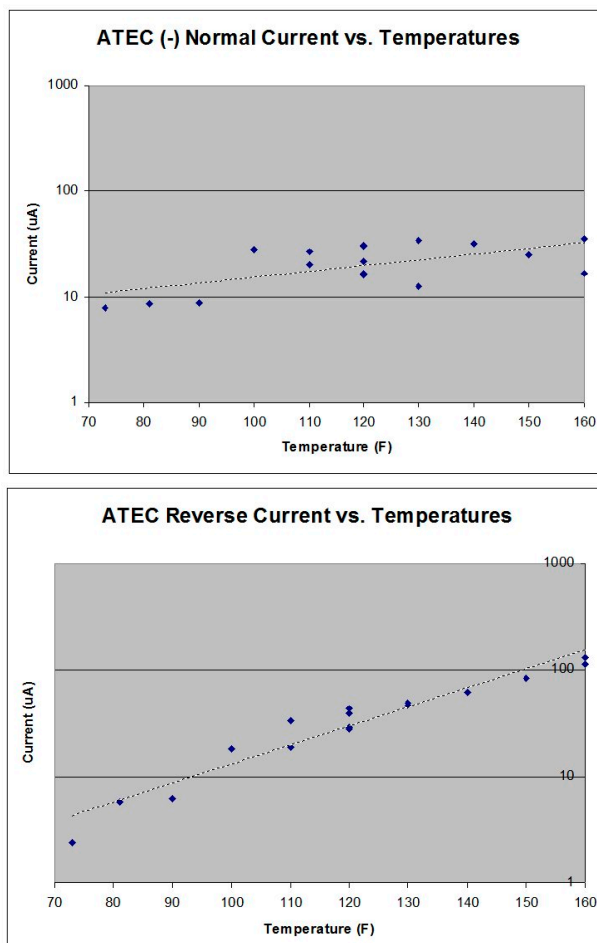 ATEC (-) Normal Current vs. Temperatures
1000
100
10
1
Current (uA)
70 80 90 100 110 120 130 140 150 160
Temperature (F)
ATEC Reverse Current vs. Temperatures
1000
100
10
1
Current (uA)
70 80 90 100 110 120 130 140 150 160
Temperature (F)